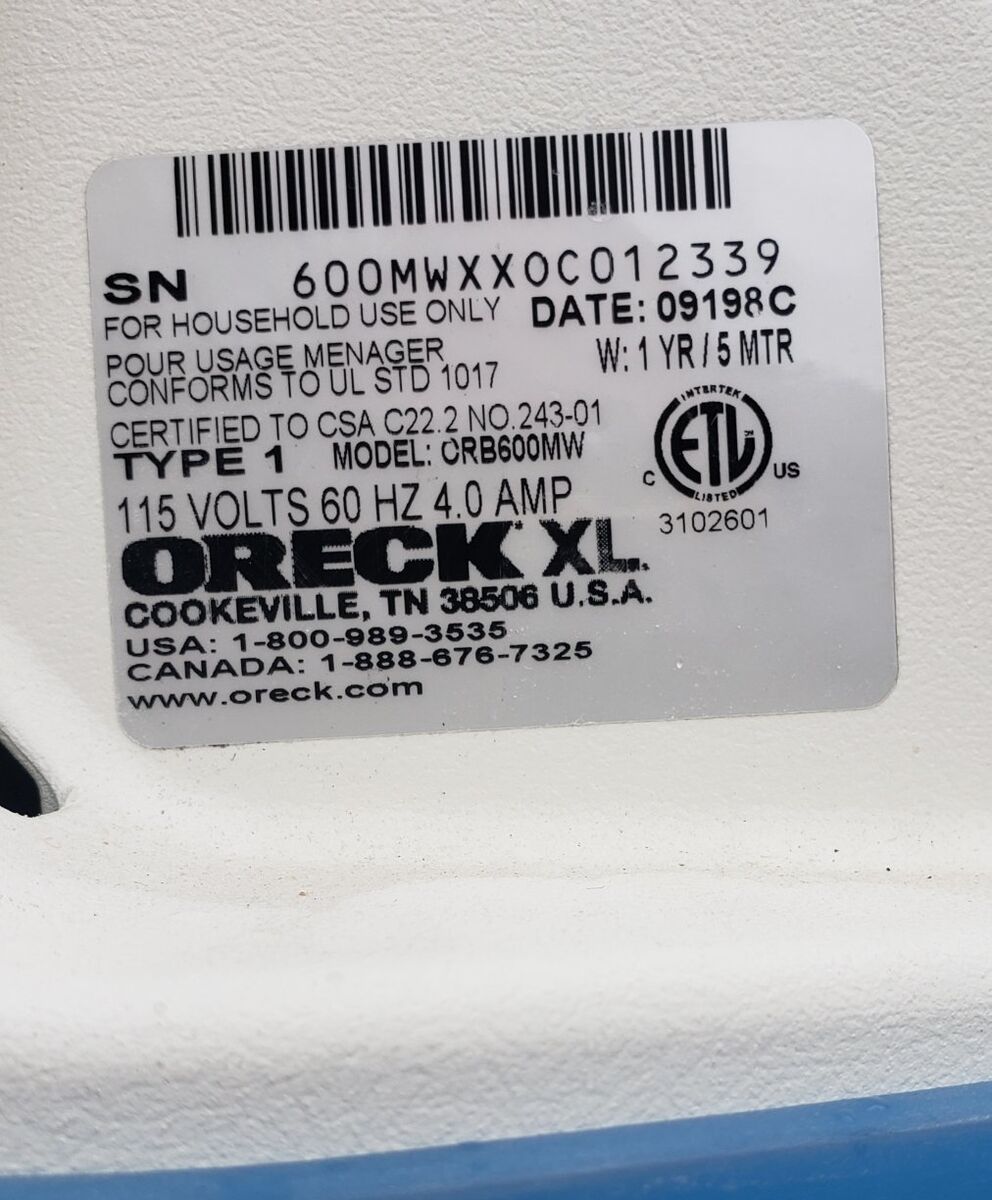 SN 600MWXX0C012339
FOR HOUSEHOLD USE ONLY DATE: 09198C
POUR USAGE MENAGER W: 1 YR / 5 MTR
CONFORMS TO UL STD 1017
CERTIFIED TO CSA C22.2 NO.243-01
TYPE 1 MODEL: CRB600MW
INTERTEK
ETL
C US
LISTED
3102601
115 VOLTS 60 HZ 4.0 AMP
ORECK XL.
COOKEVILLE, TN 38506 U.S.A.
USA: 1-800-989-3535
CANADA: 1-888-676-7325
www.oreck.com